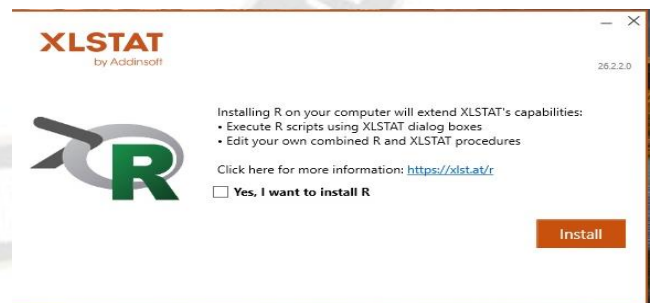 XLSTAT
by Addinsoft
26.2.2.0
Installing R on your computer will extend XLSTAT's capabilities:
• Execute R scripts using XLSTAT dialog boxes
• Edit your own combined R and XLSTAT procedures
Click here for more information: https://xlst.at/r
R
Yes, I want to install R
Install